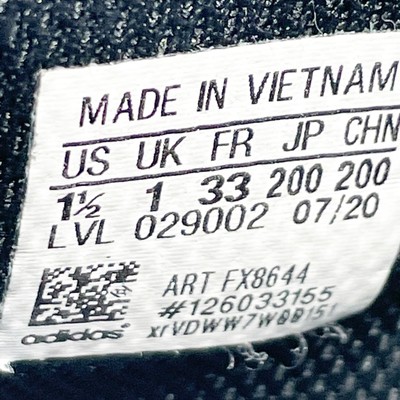 MADE IN VIETNAM
US UK FR JP CHN
1½ 1 33 200 200
LVL 029002 07/20
ART FX8644
#126033155
adidas